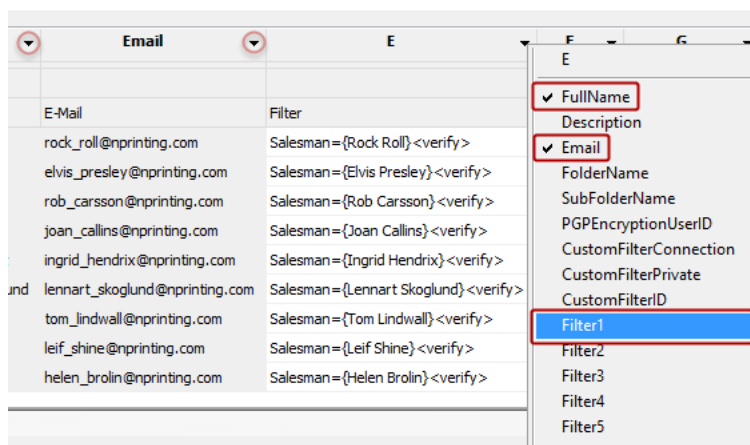 Email E F G
E-Mail Filter
rock_roll@nprinting.com Salesman={Rock Roll}<verify>
elvis_presley@nprinting.com Salesman={Elvis Presley}<verify>
rob_carsson@nprinting.com Salesman={Rob Carsson}<verify>
joan_callins@nprinting.com Salesman={Joan Callins}<verify>
ingrid_hendrix@nprinting.com Salesman={Ingrid Hendrix}<verify>
und lennart_skoglund@nprinting.com Salesman={Lennart Skoglund}<verify>
tom_lindwall@nprinting.com Salesman={Tom Lindwall}<verify>
leif_shine@nprinting.com Salesman={Leif Shine}<verify>
helen_brolin@nprinting.com Salesman={Helen Brolin}<verify>
E
FullName
Description
Email
FolderName
SubFolderName
PGPEncryptionUserID
CustomFilterConnection
CustomFilterPrivate
CustomFilterID
Filter1
Filter2
Filter3
Filter4
Filter5